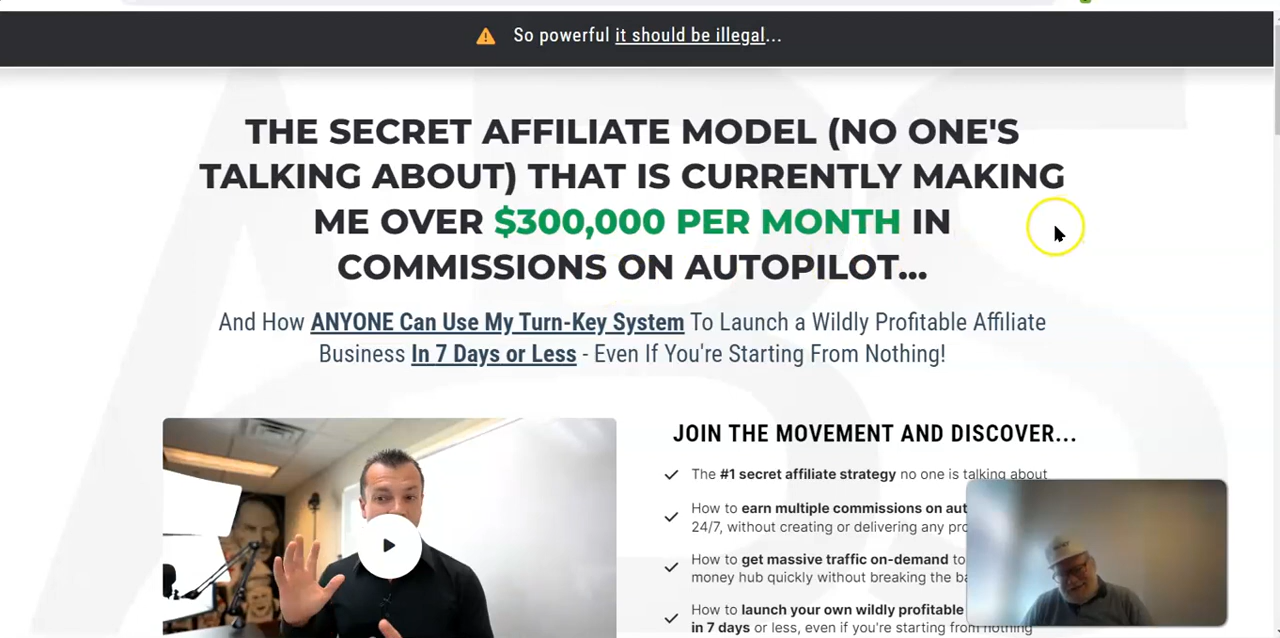 So powerful it should be illegal...
THE SECRET AFFILIATE MODEL (NO ONE'S
TALKING ABOUT) THAT IS CURRENTLY MAKING
ME OVER $300,000 PER MONTH IN
COMMISSIONS ON AUTOPILOT...
And How ANYONE Can Use My Turn-Key System To Launch a Wildly Profitable Affiliate
Business In 7 Days or Less - Even If You're Starting From Nothing!
JOIN THE MOVEMENT AND DISCOVER...
The #1 secret affiliate strategy no one is talking about
How to earn multiple commissions on aut
24/7, without creating or delivering any pro
How to get massive traffic on-demand to
money hub quickly without breaking the ba
How to launch your own wildly profitable
in 7 days or less, even if you're starting from nothing